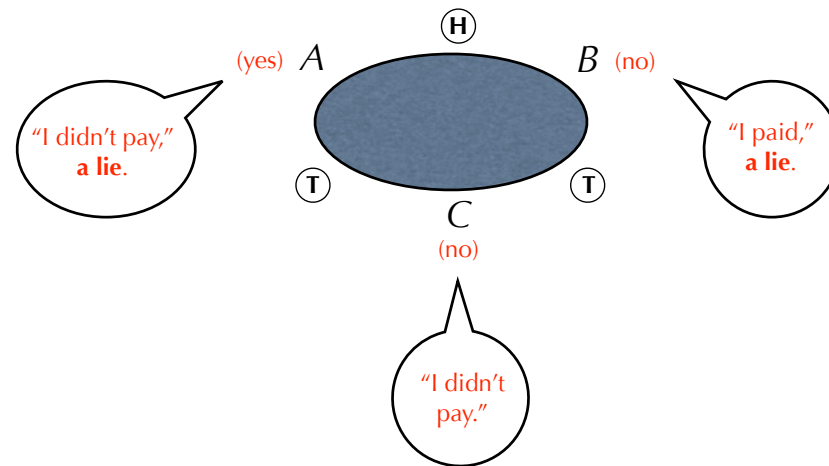 H
(yes) A
B (no)
“I didn’t pay,”
a lie.
“I paid,”
a lie.
T
T
C
(no)
“I didn’t
pay.”